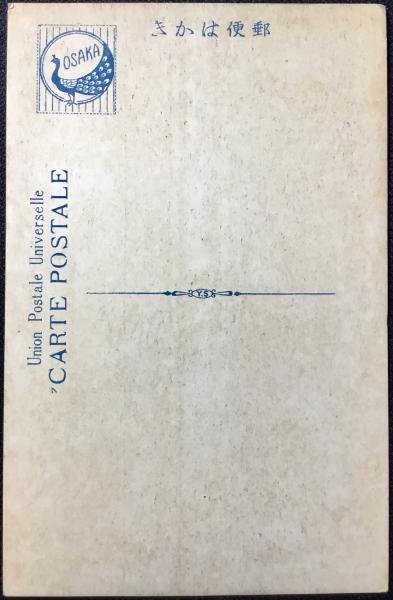 きかは便郵
OSAKA
Union Postale Universelle
CARTE POSTALE
Y.S